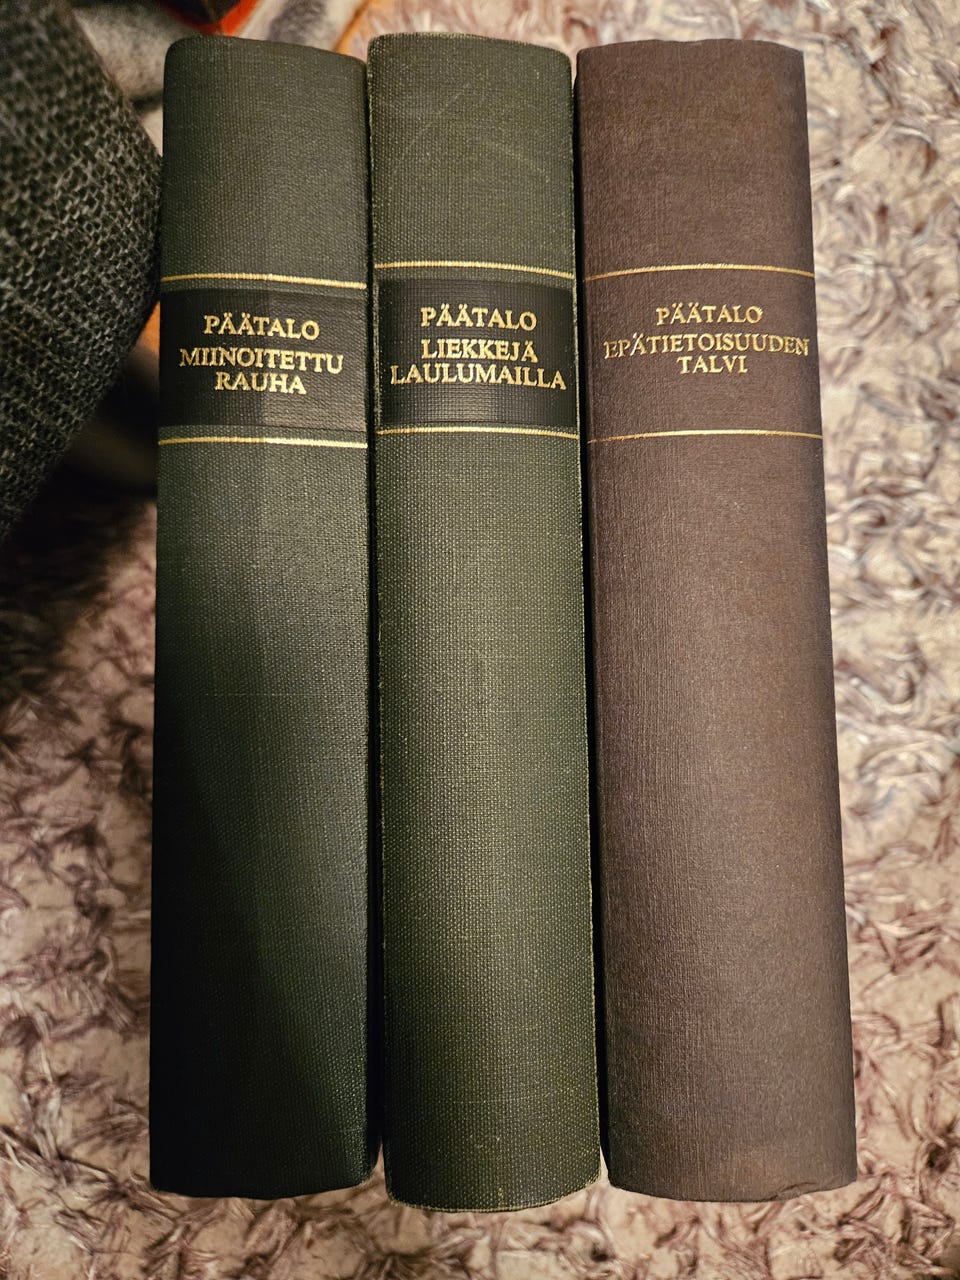 PÄÄTALO
MIINOITETTU
RAUHA
PÄÄTALO
LIEKKEJÄ
LAULUMAILLA
PÄÄTALO
EPÄTIETOISUUDEN
TALVI